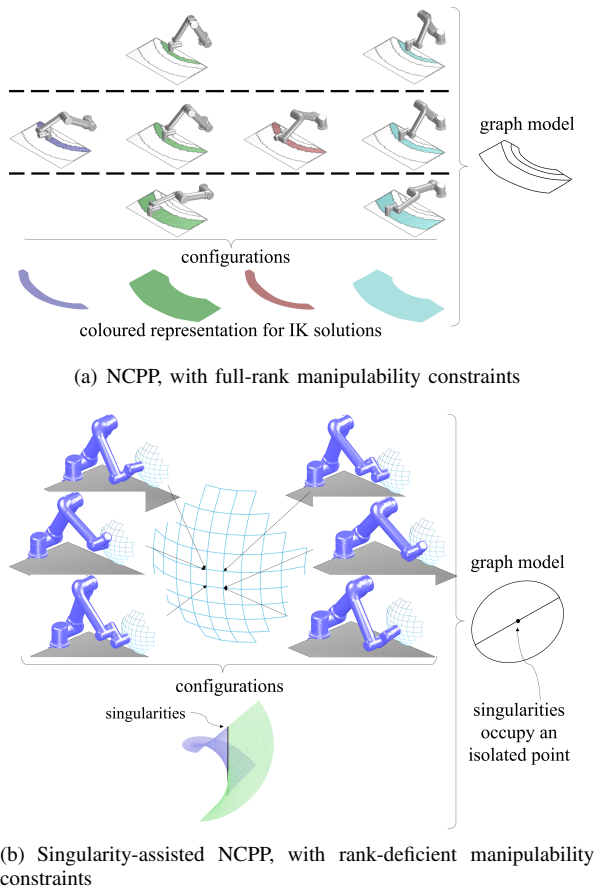 graph model
configurations
coloured representation for IK solutions
(a) NCPP, with full-rank manipulability constraints
graph model
configurations
singularities
singularities
occupy an
isolated point
(b) Singularity-assisted NCPP, with rank-deficient manipulability
constraints